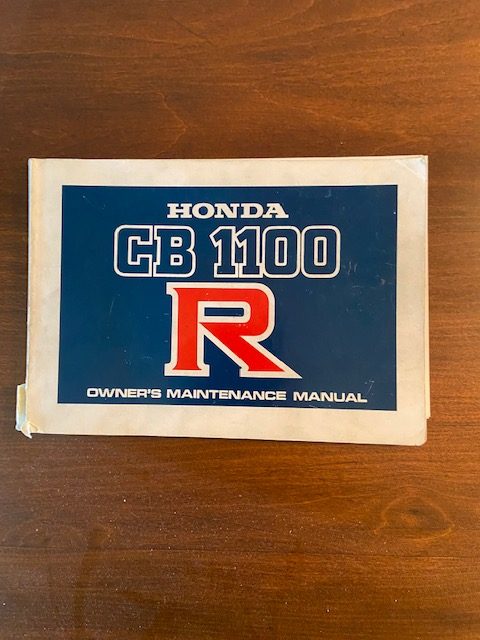 HONDA
CB 1100
R
OWNER'S MAINTENANCE MANUAL